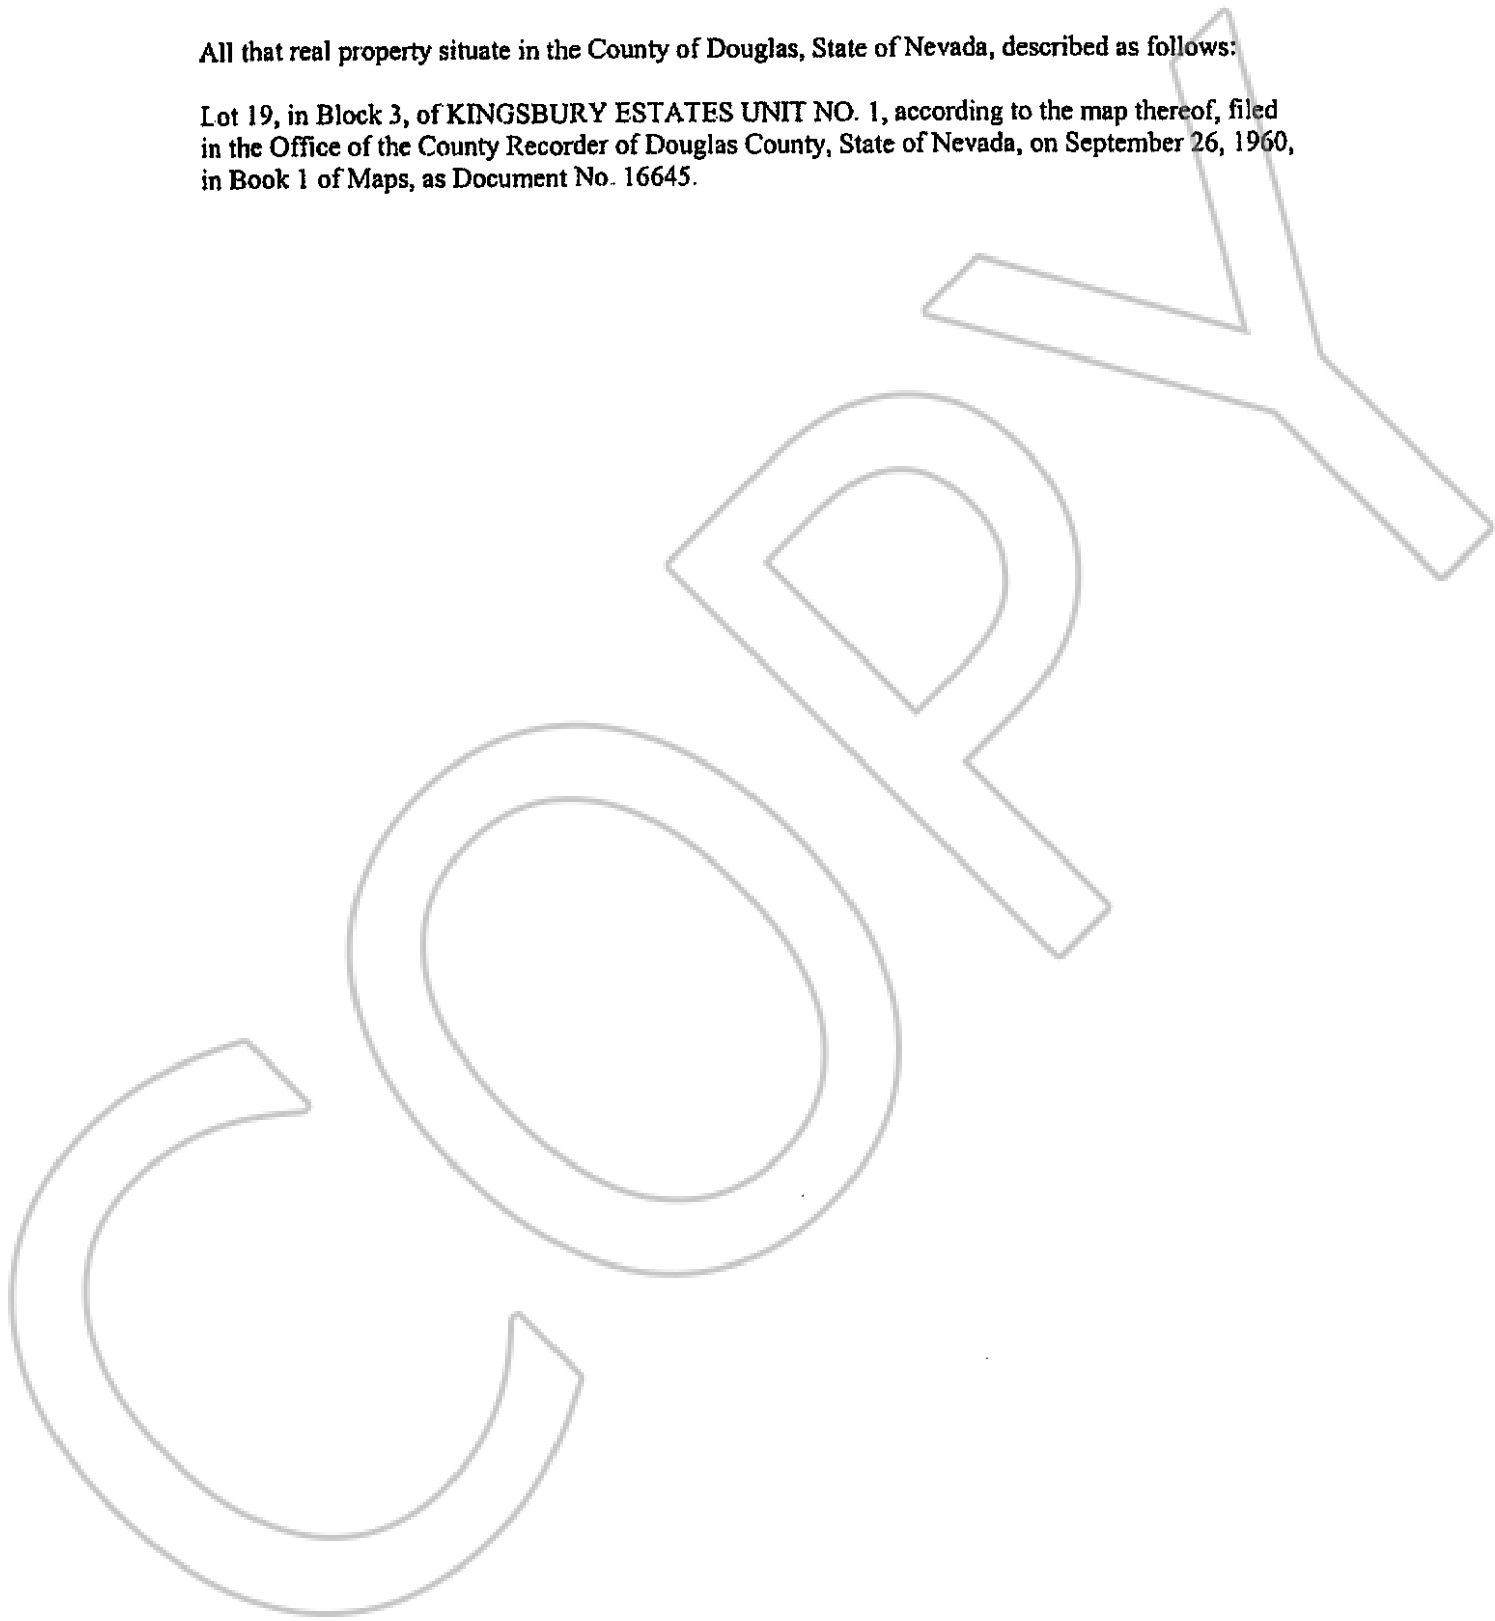 All that real property situate in the County of Douglas, State of Nevada, described as follows:
Lot 19, in Block 3, of KINGSBURY ESTATES UNIT NO. 1, according to the map thereof, filed
in the Office of the County Recorder of Douglas County, State of Nevada, on September 26, 1960,
in Book 1 of Maps, as Document No. 16645.
COPY